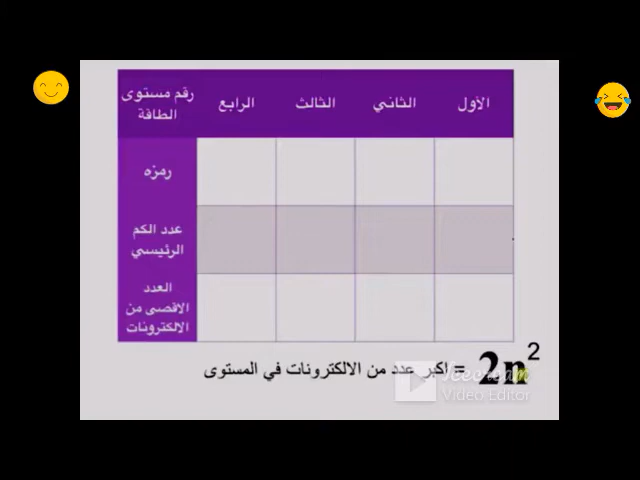 رقم مستوى الطاقة
الأول
الثاني
الثالث
الرابع
رمزه
عدد الكم الرئيسي
العدد الاقصى من الالكترونات
2n² = اكبر عدد من الالكترونات في المستوى
Icecream
Video Editor